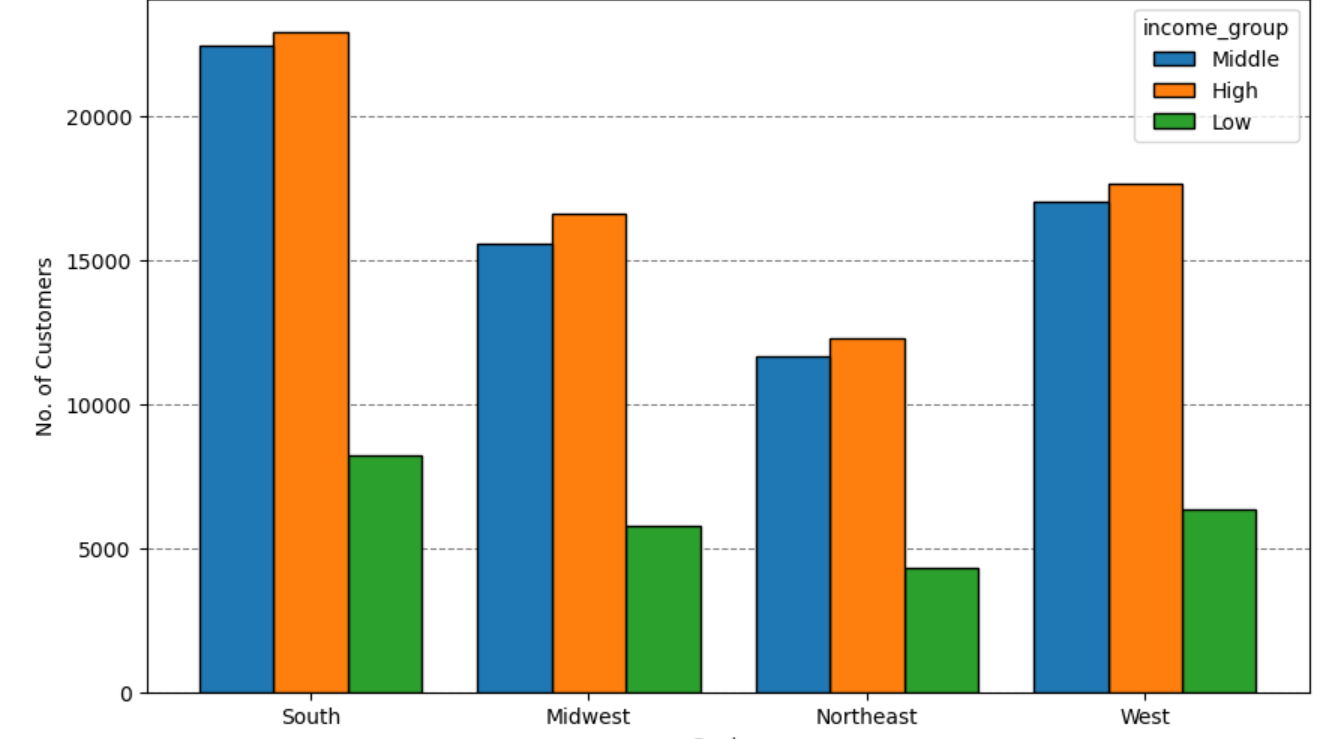 income_group
Middle
High
Low
20000
15000
10000
5000
0
No. of Customers
South Midwest Northeast West